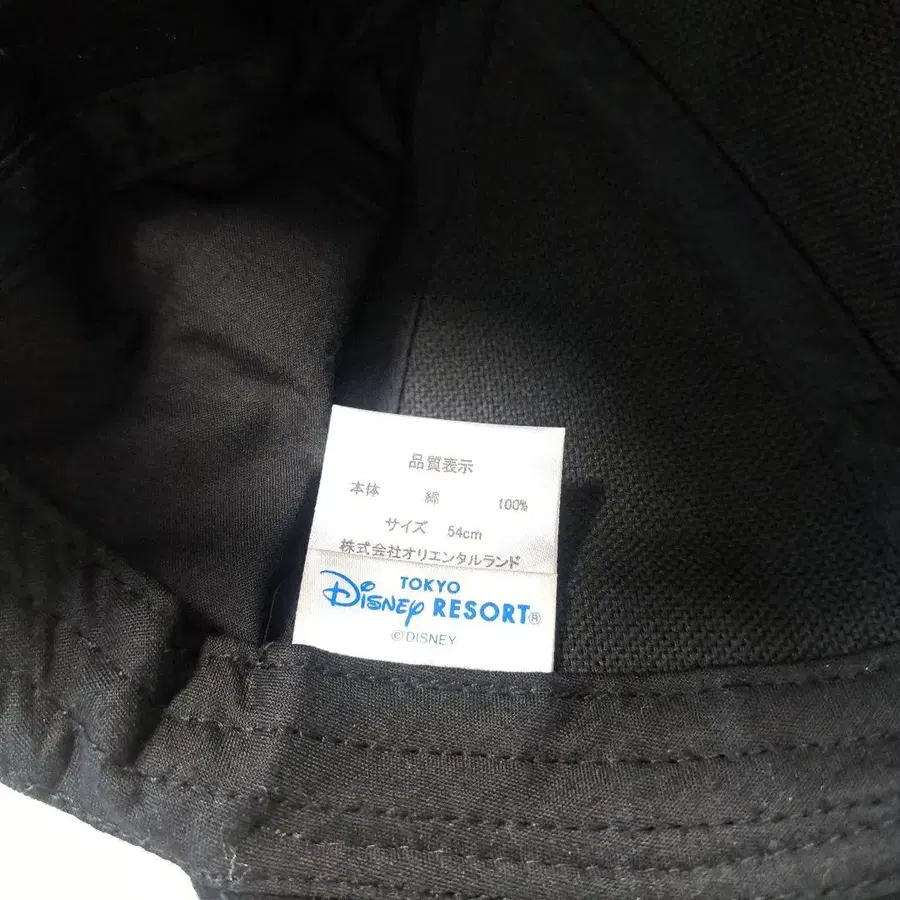 品質表示
本体 綿 100%
サイズ 54cm
株式会社オリエンタルランド
TOKYO
Disney RESORT®
©DISNEY